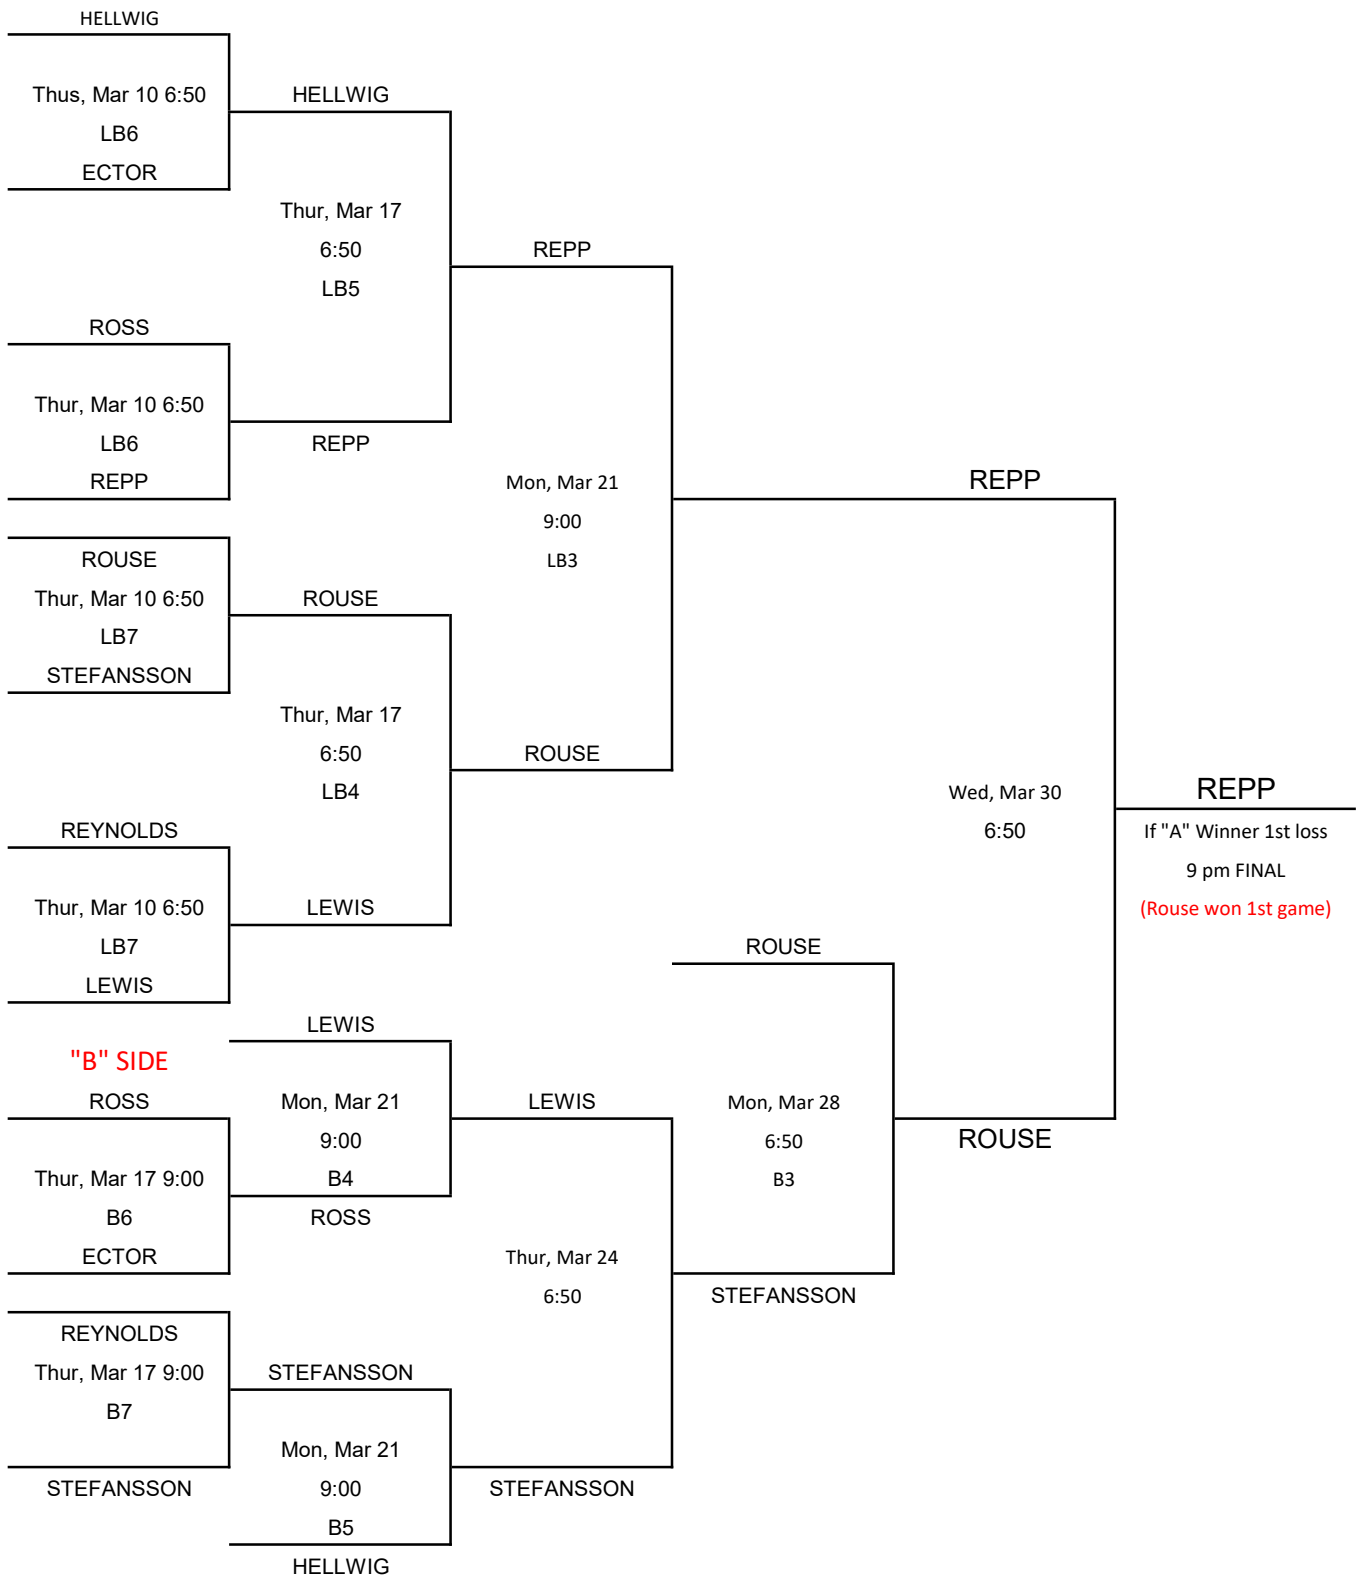 HELLWIG
Thus, Mar 10 6:50
HELLWIG
LB6
ECTOR
Thur, Mar 17
6:50
REPP
LB5
ROSS
Thur, Mar 10 6:50
LB6
REPP
REPP
Mon, Mar 21
REPP
9:00
ROUSE
LB3
Thur, Mar 10 6:50
ROUSE
LB7
STEFANSSON
Thur, Mar 17
6:50
ROUSE
LB4
Wed, Mar 30
REPP
REYNOLDS
6:50
If "A" Winner 1st loss
9 pm FINAL
Thur, Mar 10 6:50
LEWIS
(Rouse won 1st game)
LB7
ROUSE
LEWIS
LEWIS
"B" SIDE
ROSS
Mon, Mar 21
LEWIS
Mon, Mar 28
9:00
6:50
ROUSE
Thur, Mar 17 9:00
B4
B3
B6
ROSS
ECTOR
Thur, Mar 24
6:50
STEFANSSON
REYNOLDS
Thur, Mar 17 9:00
STEFANSSON
B7
Mon, Mar 21
STEFANSSON
9:00
STEFANSSON
B5
HELLWIG